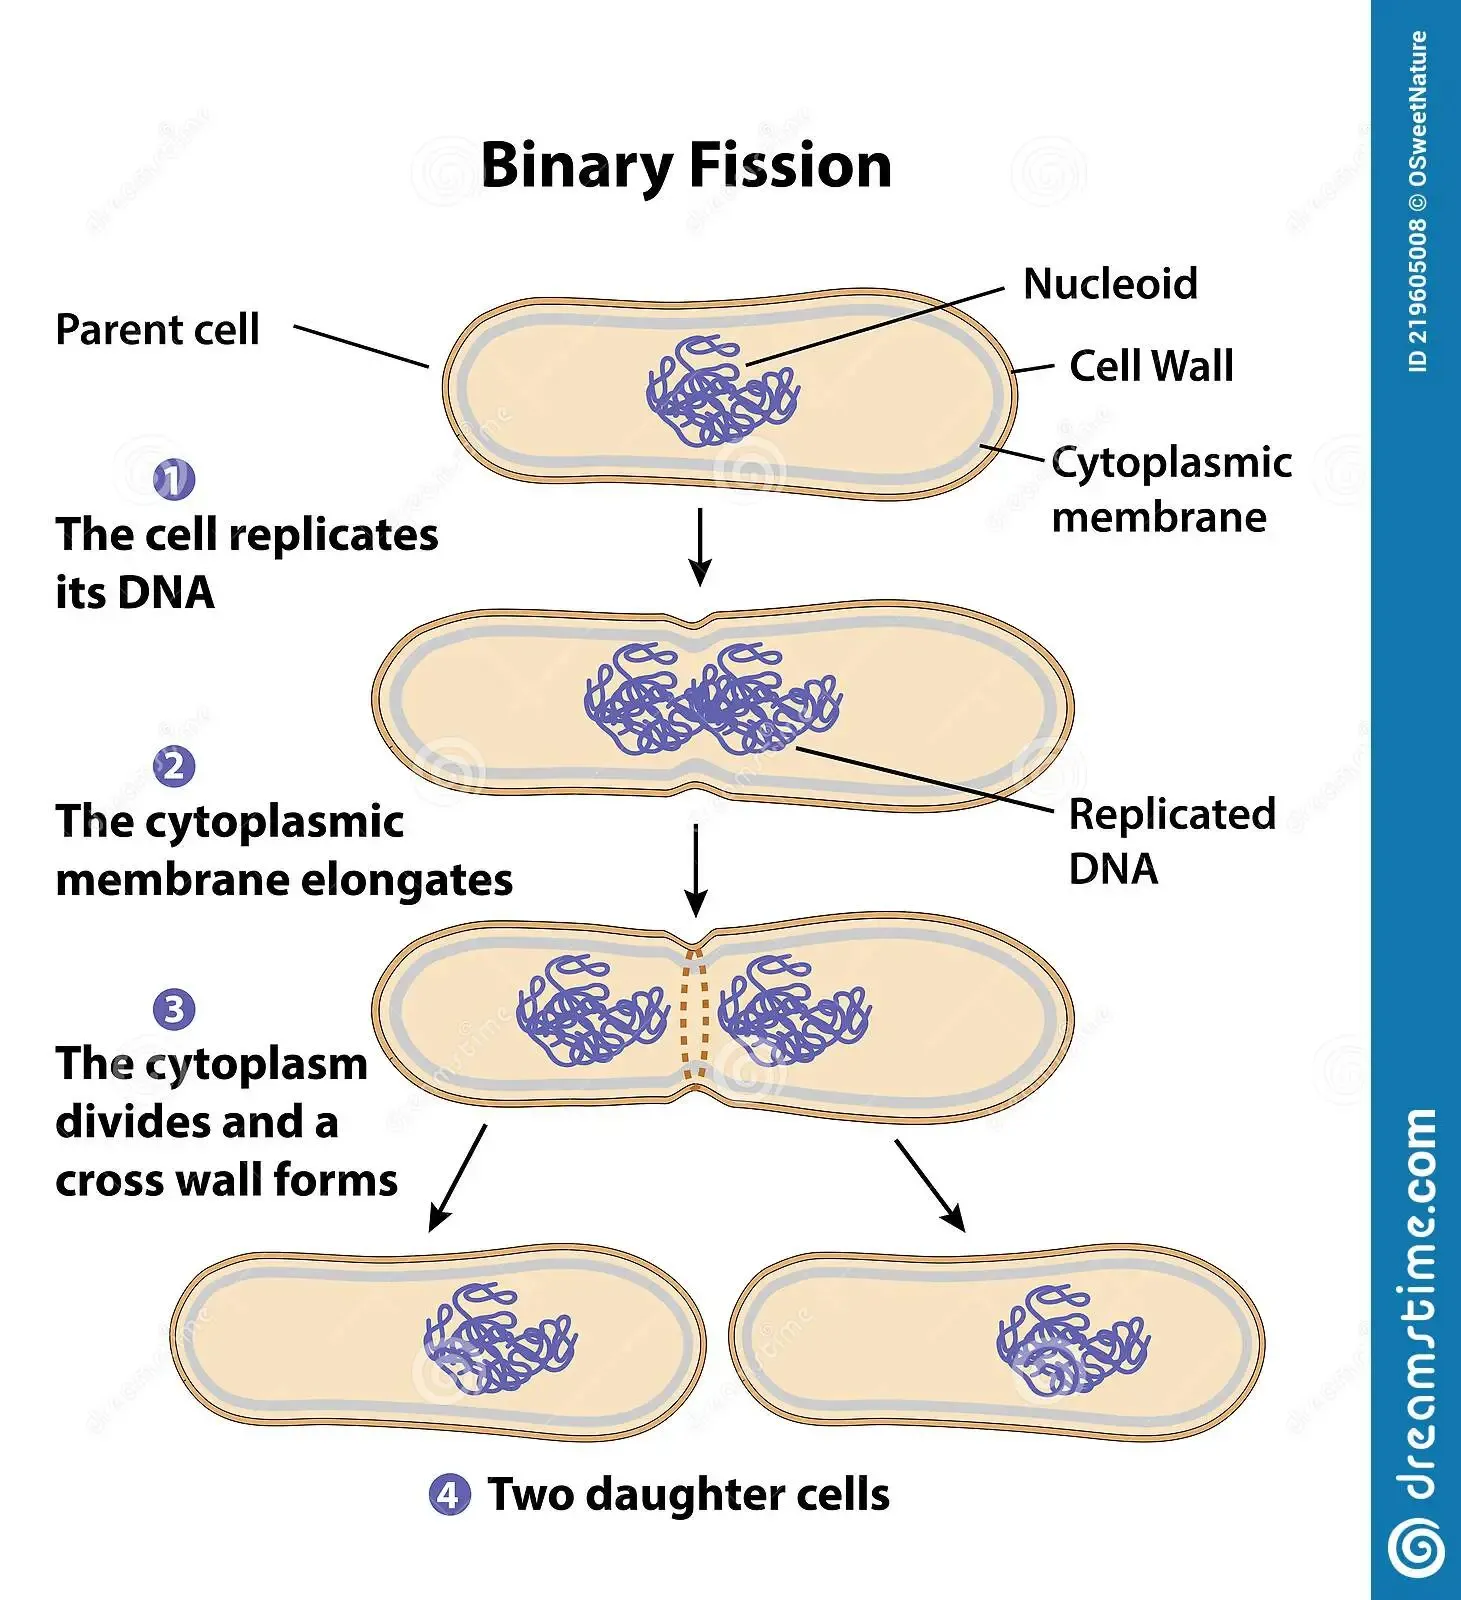 Binary Fission
Parent cell
Nucleoid
Cell Wall
Cytoplasmic
membrane
1
The cell replicates
its DNA
2
The cytoplasmic
membrane elongates
Replicated
DNA
3
The cytoplasm
divides and a
cross wall forms
4 Two daughter cells
ID 219605008 © OSweetNature
dreamstime.com